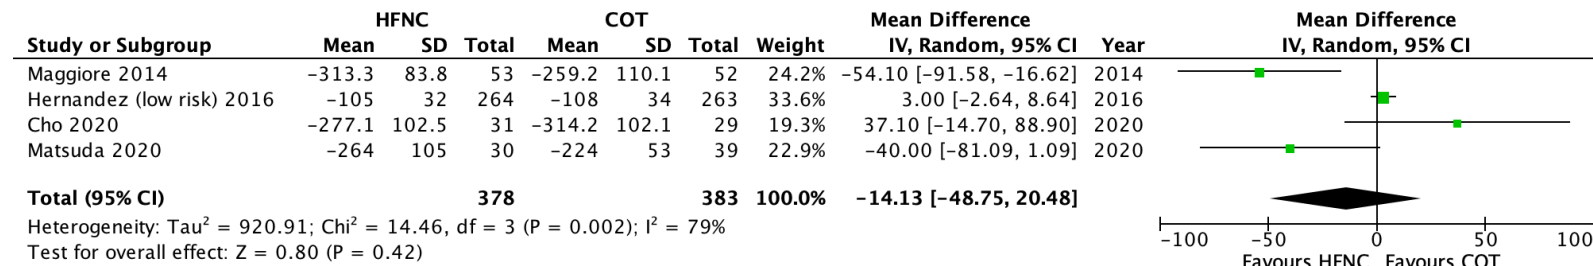 HFNC COT Mean Difference Mean Difference
Study or Subgroup Mean SD Total Mean SD Total Weight IV, Random, 95% CI Year IV, Random, 95% CI
Maggiore 2014 −313.3 83.8 53 −259.2 110.1 52 24.2% −54.10 [−91.58, −16.62] 2014
Hernandez (low risk) 2016 −105 32 264 −108 34 263 33.6% 3.00 [−2.64, 8.64] 2016
Cho 2020 −277.1 102.5 31 −314.2 102.1 29 19.3% 37.10 [−14.70, 88.90] 2020
Matsuda 2020 −264 105 30 −224 53 39 22.9% −40.00 [−81.09, 1.09] 2020
Total (95% CI) 378 383 100.0% −14.13 [−48.75, 20.48]
Heterogeneity: Tau² = 920.91; Chi² = 14.46, df = 3 (P = 0.002); I² = 79%
Test for overall effect: Z = 0.80 (P = 0.42)
−100 −50 0 50 100
Favours HFNC Favours COT